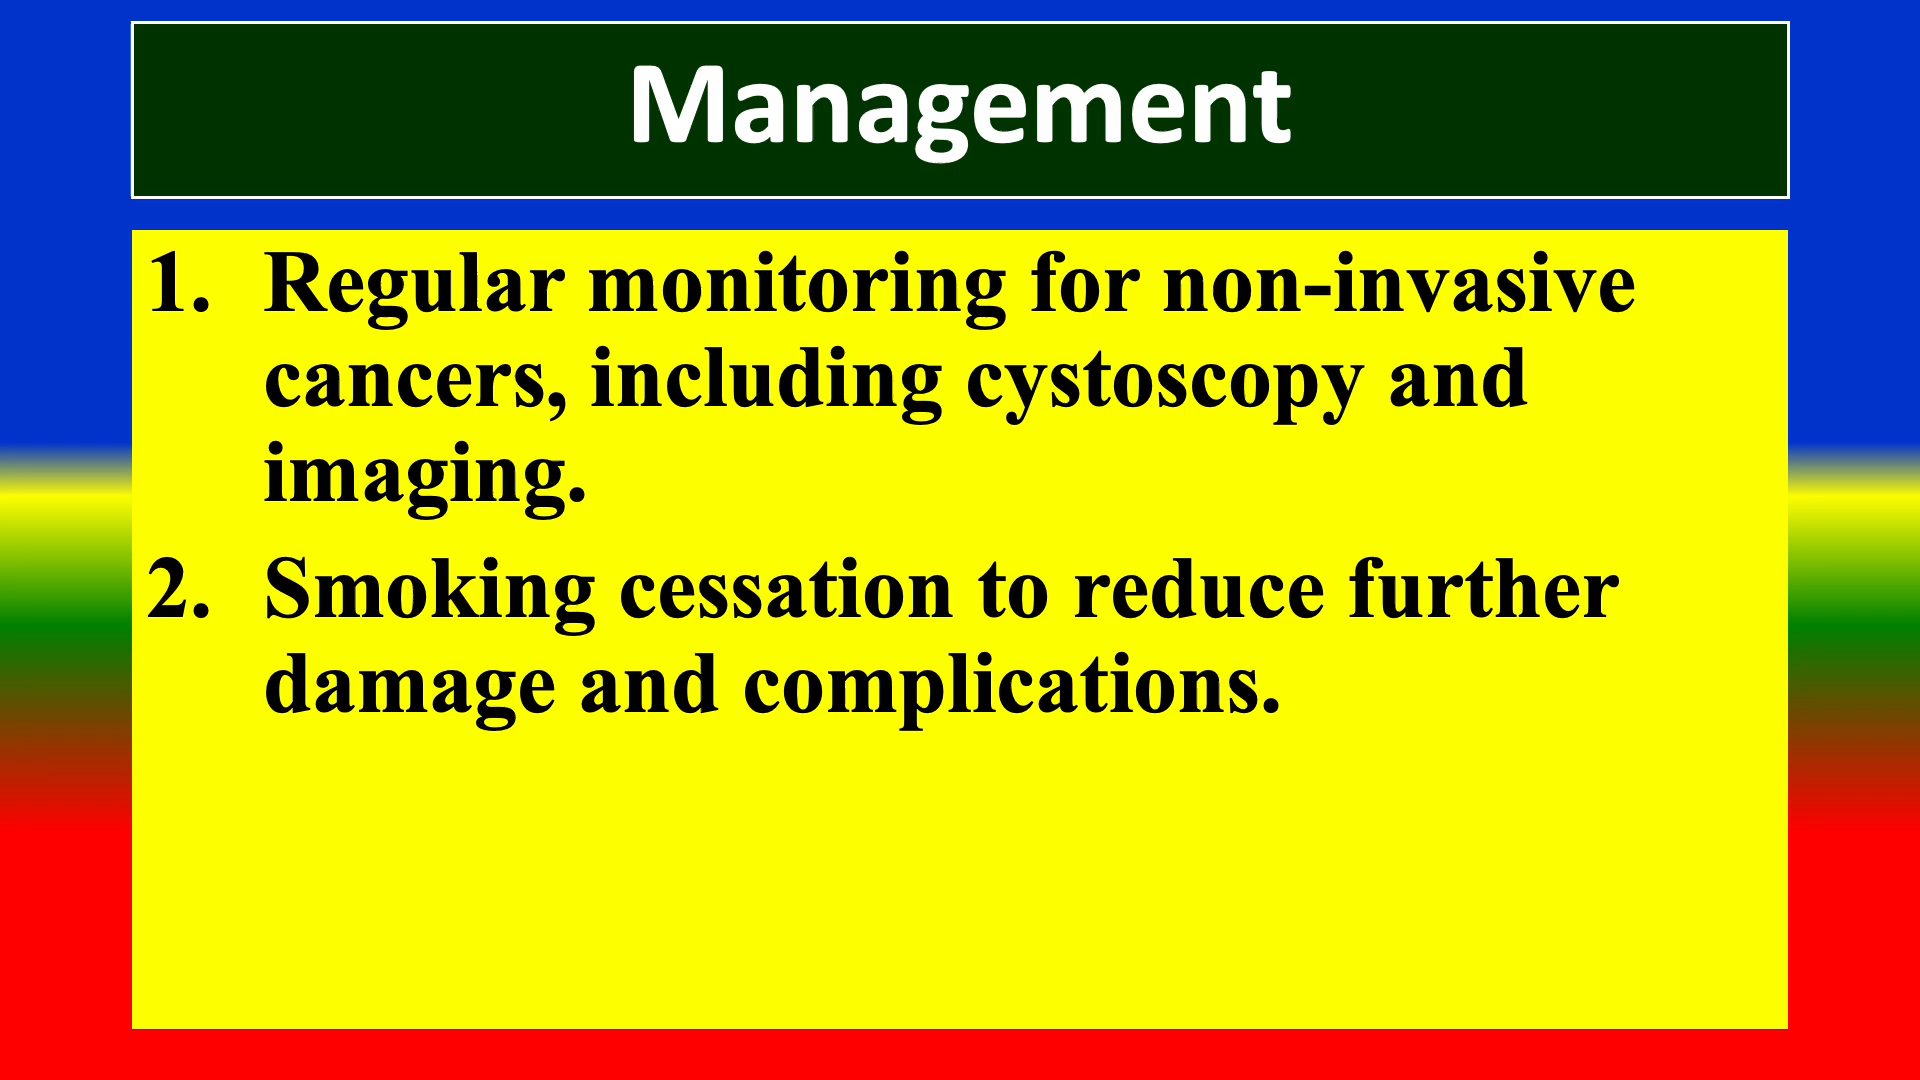 Management
1. Regular monitoring for non-invasive
cancers, including cystoscopy and
imaging.
2. Smoking cessation to reduce further
damage and complications.